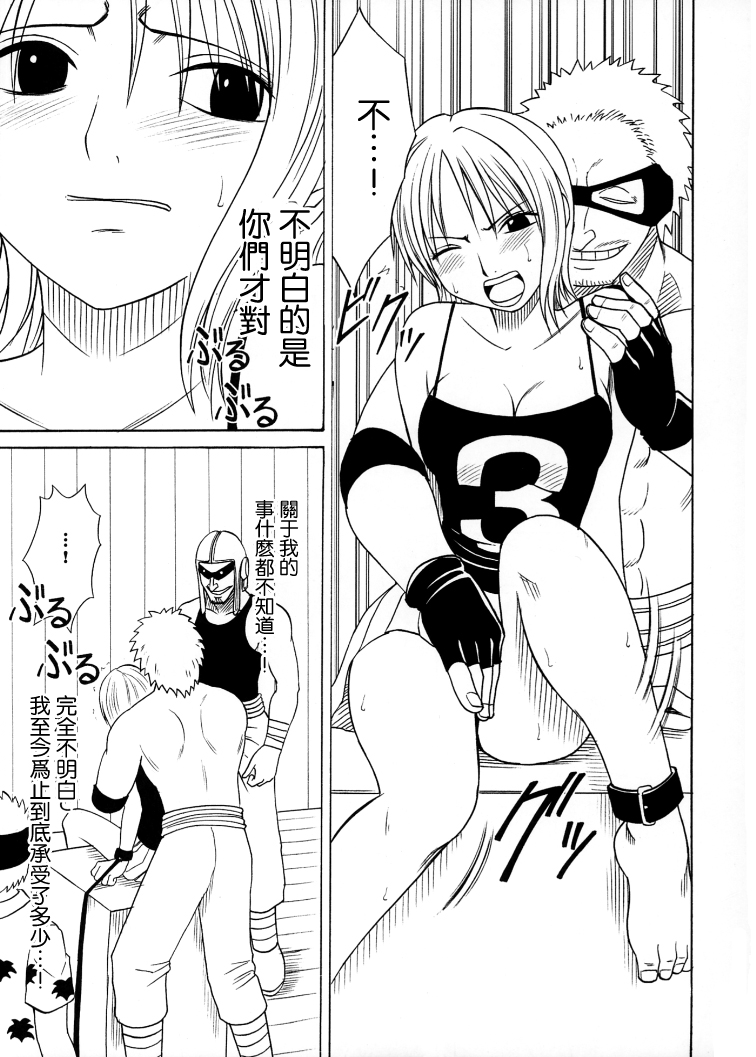 不…！
ビクッ
グッ
3
不明白的是
你們才對
ぶる
ぶる
關于我的
事什麼都不知道…！
…！
ぶる
ぶる
完全不明白
我至今爲止到底承受了多少…！